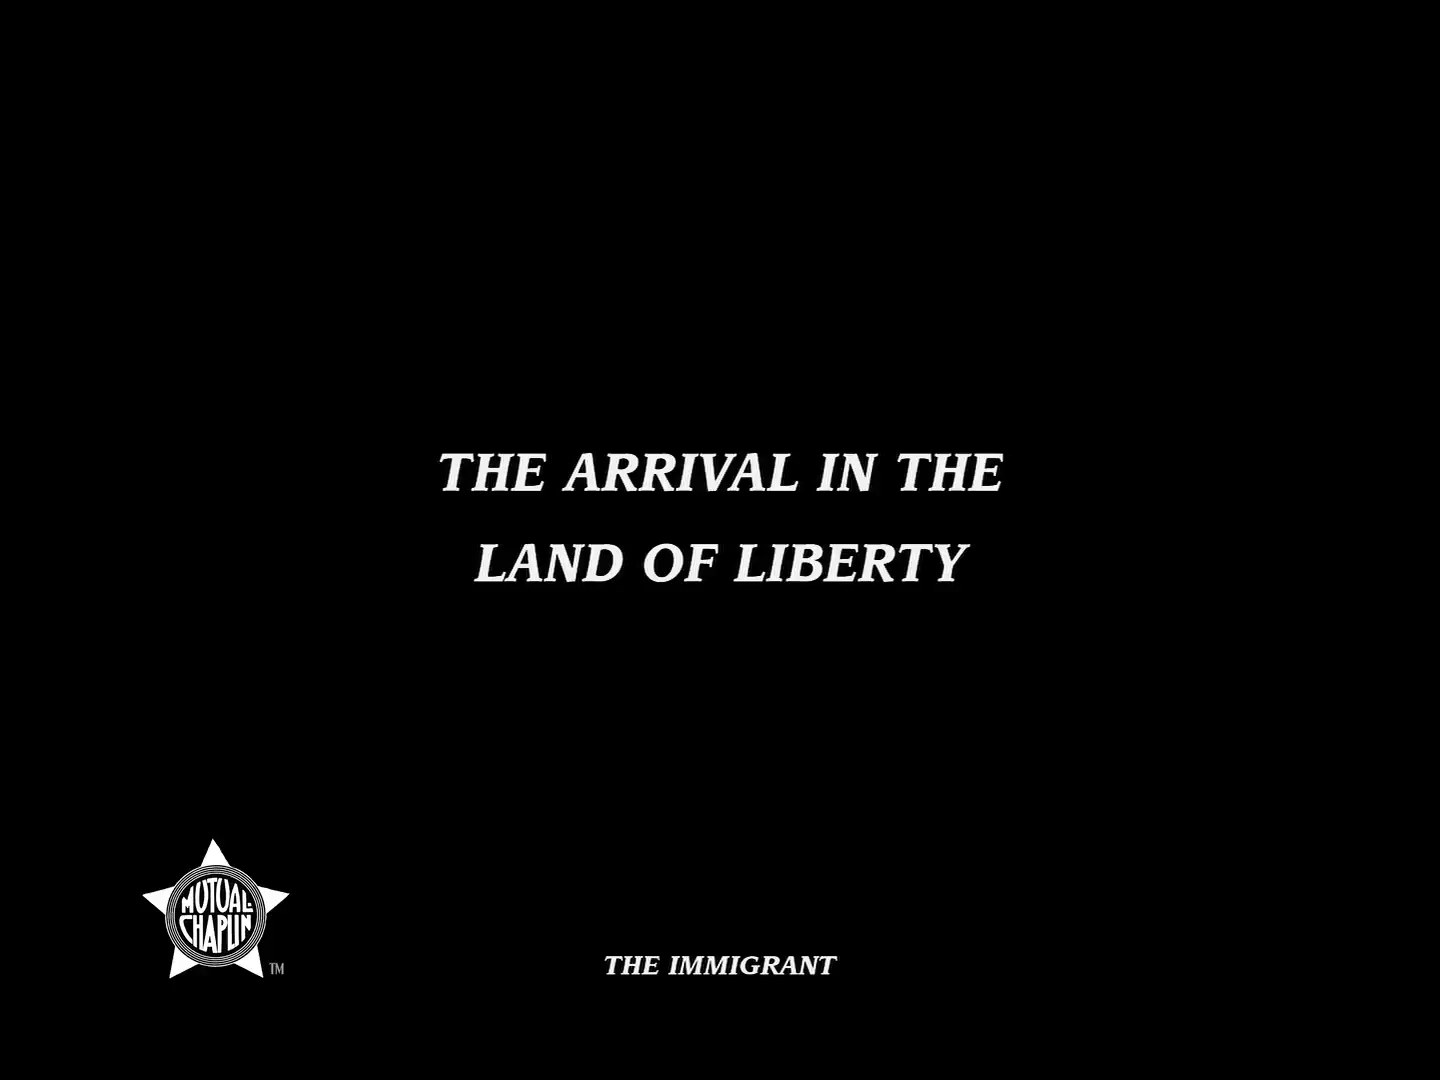 THE ARRIVAL IN THE
LAND OF LIBERTY
MUTUAL-
CHAPLIN
TM
THE IMMIGRANT